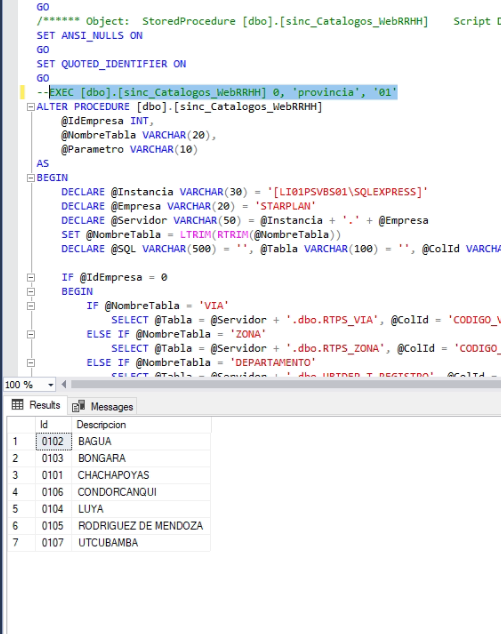 GO
/****** Object:  StoredProcedure [dbo].[sinc_Catalogos_WebRRHH]    Script D
SET ANSI_NULLS ON
GO
SET QUOTED_IDENTIFIER ON
GO
--EXEC [dbo].[sinc_Catalogos_WebRRHH] 0, 'provincia', '01'
ALTER PROCEDURE [dbo].[sinc_Catalogos_WebRRHH]
@IdEmpresa INT,
@NombreTabla VARCHAR(20),
@Parametro VARCHAR(10)
AS
BEGIN
DECLARE @Instancia VARCHAR(30) = '[LI01PSVBS01\SQLEXPRESS]'
DECLARE @Empresa VARCHAR(20) = 'STARPLAN'
DECLARE @Servidor VARCHAR(50) = @Instancia + '.' + @Empresa
SET @NombreTabla = LTRIM(RTRIM(@NombreTabla))
DECLARE @SQL VARCHAR(500) = '', @Tabla VARCHAR(100) = '', @ColId VARCHA
IF @IdEmpresa = 0
BEGIN
IF @NombreTabla = 'VIA'
SELECT @Tabla = @Servidor + '.dbo.RTPS_VIA', @ColId = 'CODIGO_V
ELSE IF @NombreTabla = 'ZONA'
SELECT @Tabla = @Servidor + '.dbo.RTPS_ZONA', @ColId = 'CODIGO_
ELSE IF @NombreTabla = 'DEPARTAMENTO'
SELECT @Tabla = @Servidor + '.dbo.UBIDEP_T_REGISTRO', @ColId =
100 %
Results Messages
Id Descripcion
1 0102 BAGUA
2 0103 BONGARA
3 0101 CHACHAPOYAS
4 0106 CONDORCANQUI
5 0104 LUYA
6 0105 RODRIGUEZ DE MENDOZA
7 0107 UTCUBAMBA